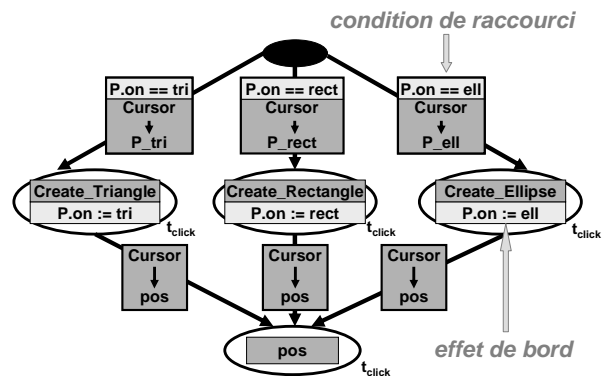 condition de raccourci
P.on == tri
Cursor
P_tri
P.on == rect
Cursor
P_rect
P.on == ell
Cursor
P_ell
Create_Triangle
P.on := tri
tclick
Create_Rectangle
P.on := rect
tclick
Create_Ellipse
P.on := ell
tclick
Cursor
pos
Cursor
pos
Cursor
pos
pos
tclick
effet de bord